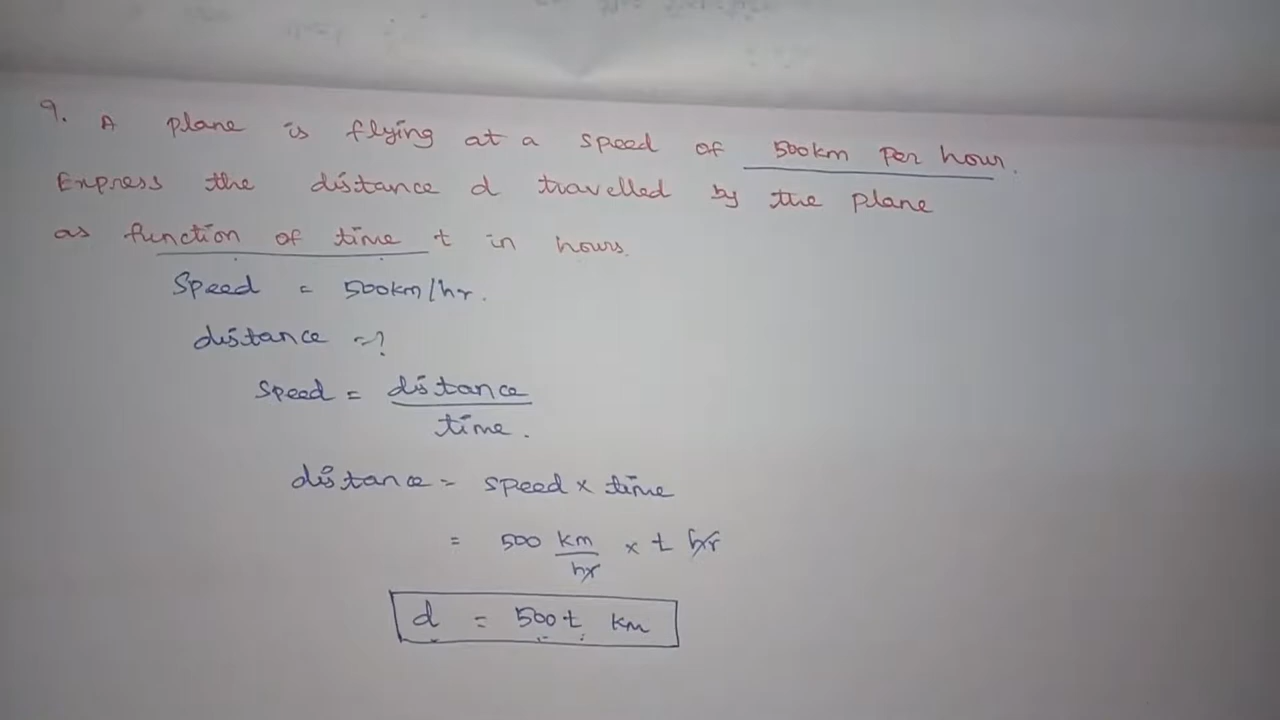 9. A plane is flying at a speed of 500km per hour.
Express the distance d travelled by the plane
as function of time t in hours.
Speed = 500km/hr.
distance = ?
Speed = distance
time.
distance = speed × time
= 500 km/hr × t hr
d = 500t km